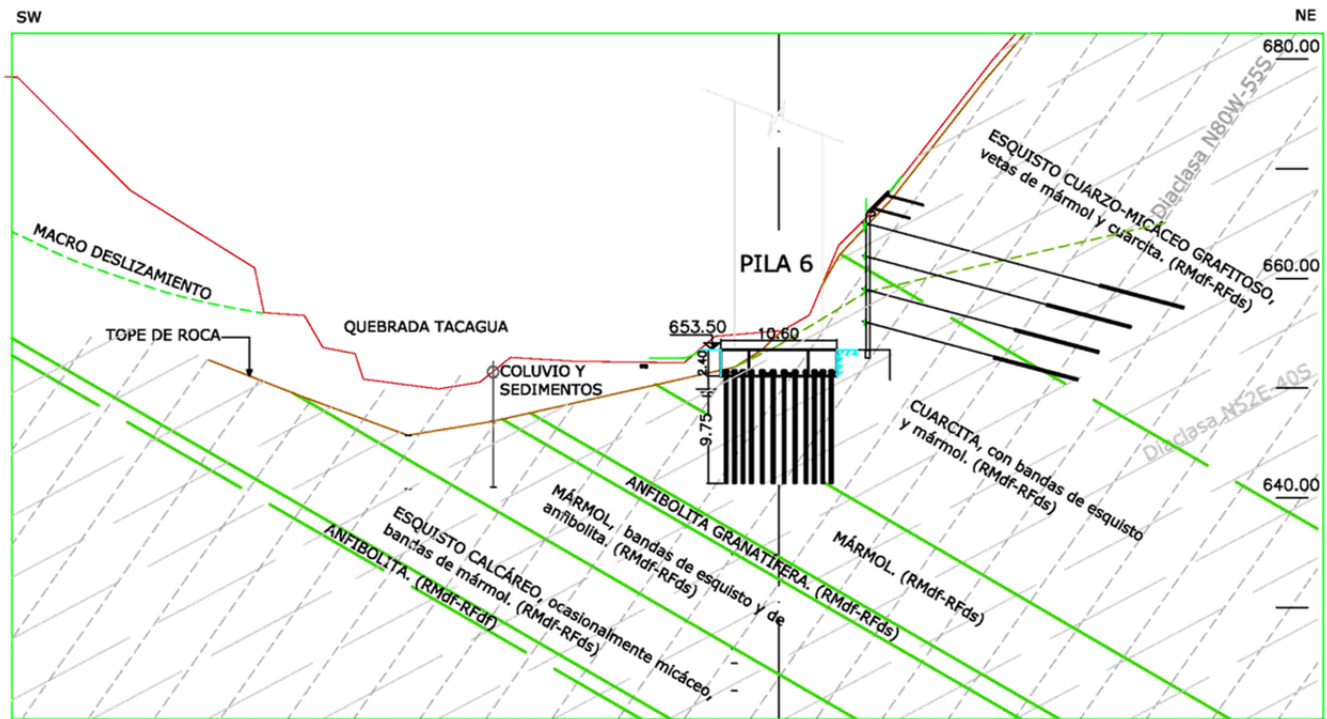 SW
NE
680.00
Diaclasa N80W-55S
ESQUISTO CUARZO-MICÁCEO GRAFITOSO,
vetas de mármol y cuarcita. (RMdf-RFds)
MACRO DESLIZAMIENTO
PILA 6
660.00
QUEBRADA TACAGUA
653.50
10.60
TOPE DE ROCA
2.40
COLUVIO Y
SEDIMENTOS
9.75
CUARCITA, con bandas de esquisto
y mármol. (RMdf-RFds)
Diaclasa N52E-40S
640.00
ANFIBOLITA GRANATÍFERA. (RMdf-RFds)
MÁRMOL, bandas de esquisto y de
anfibolita. (RMdf-RFds)
MÁRMOL. (RMdf-RFds)
ESQUISTO CALCÁREO, ocasionalmente micáceo,
bandas de mármol. (RMdf-RFds)
ANFIBOLITA. (RMdf-RFdf)